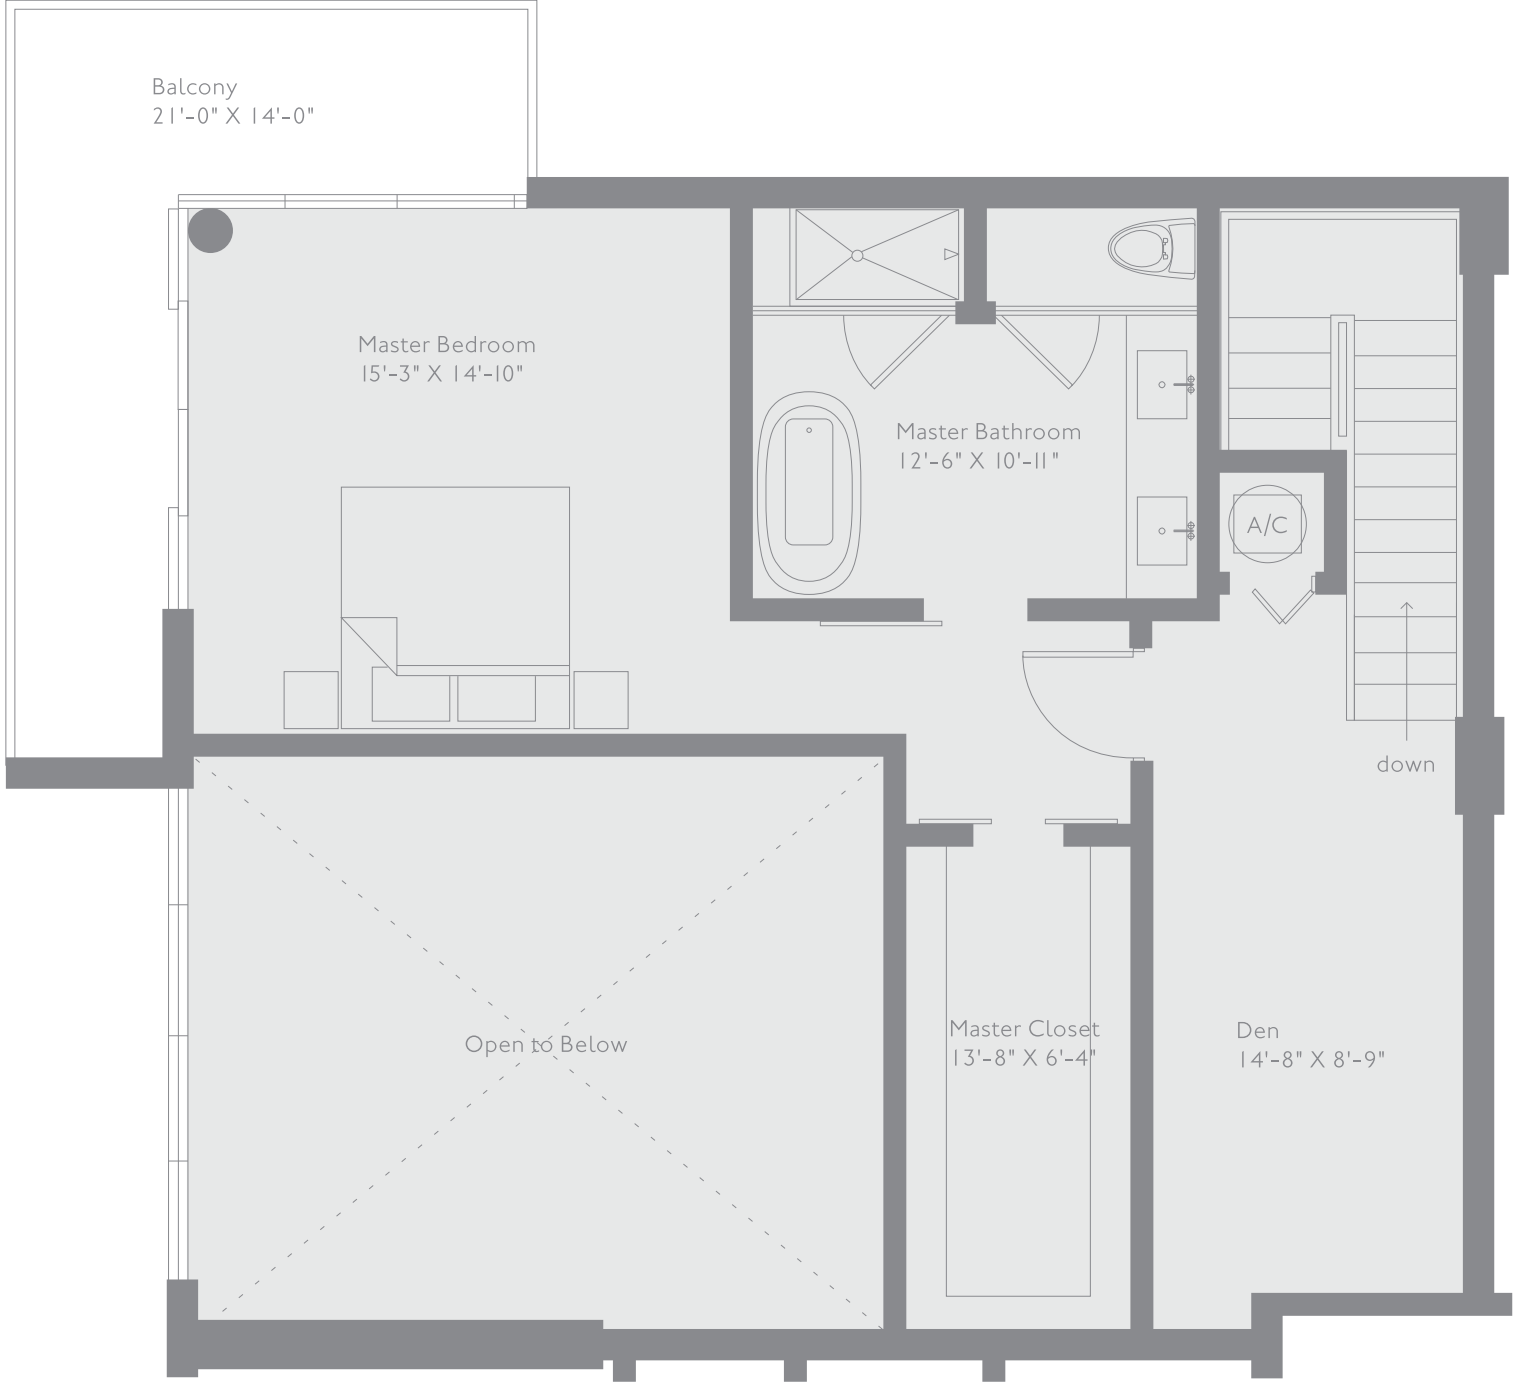 Balcony
21'-0" X 14'-0"
Master Bedroom
15'-3" X 14'-10"
Master Bathroom
12'-6" X 10'-11"
A/C
down
Open to Below
Master Closet
13'-8" X 6'-4"
Den
14'-8" X 8'-9"